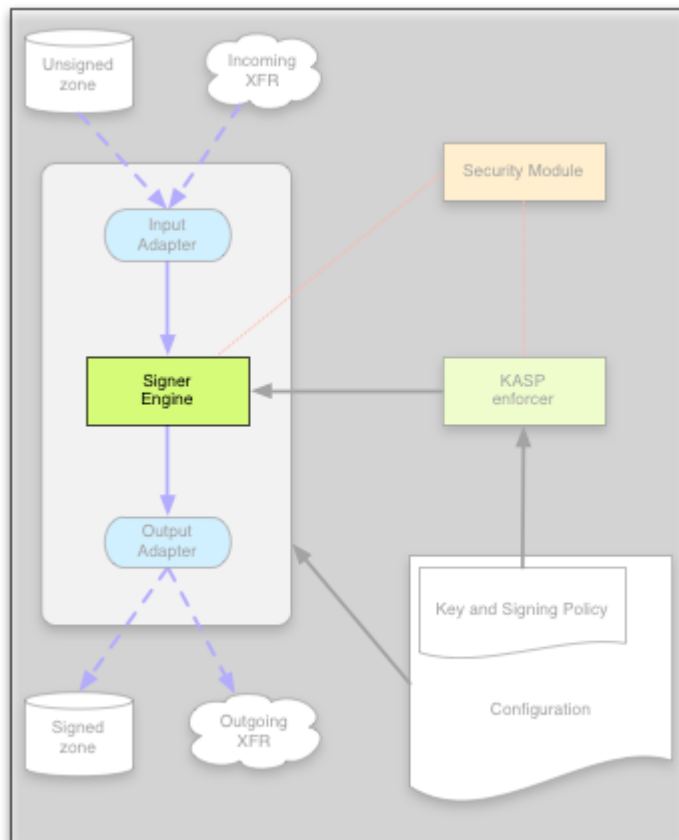 Unsigned
zone
Incoming
XFR
Security Module
Input
Adapter
Signer
Engine
KASP
enforcer
Output
Adapter
Key and Signing Policy
Configuration
Signed
zone
Outgoing
XFR